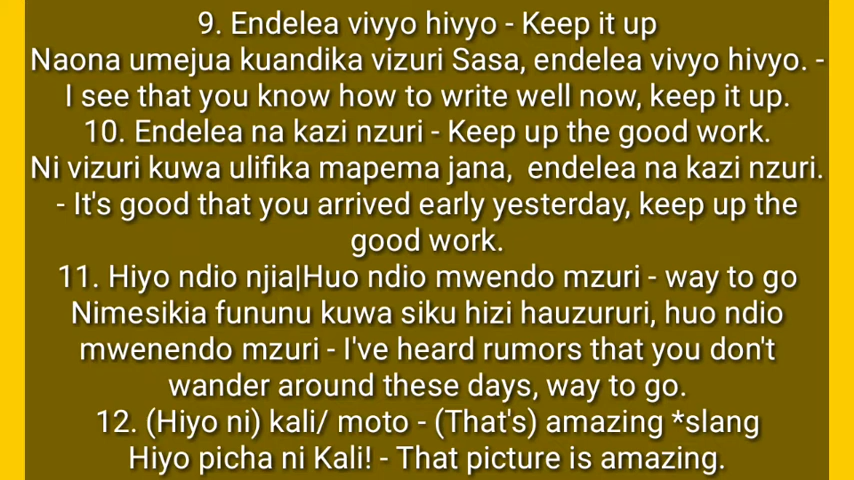 9. Endelea vivyo hivyo - Keep it up
Naona umejua kuandika vizuri Sasa, endelea vivyo hivyo. -
I see that you know how to write well now, keep it up.
10. Endelea na kazi nzuri - Keep up the good work.
Ni vizuri kuwa ulifika mapema jana,  endelea na kazi nzuri.
- It's good that you arrived early yesterday, keep up the
good work.
11. Hiyo ndio njia|Huo ndio mwendo mzuri - way to go
Nimesikia fununu kuwa siku hizi hauzururi, huo ndio
mwenendo mzuri - I've heard rumors that you don't
wander around these days, way to go.
12. (Hiyo ni) kali/ moto - (That's) amazing *slang
Hiyo picha ni Kali! - That picture is amazing.